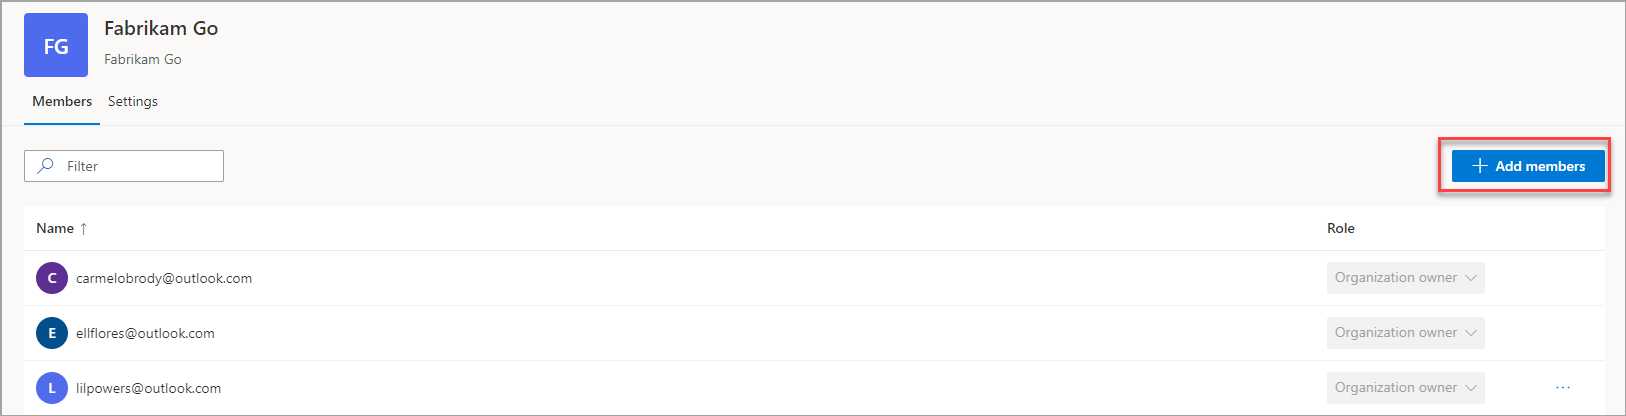 FG
Fabrikam Go
Fabrikam Go
Members Settings
Filter
Add members
Name ↑ Role
C carmelobrody@outlook.com Organization owner
E ellflores@outlook.com Organization owner
L lilpowers@outlook.com Organization owner ...